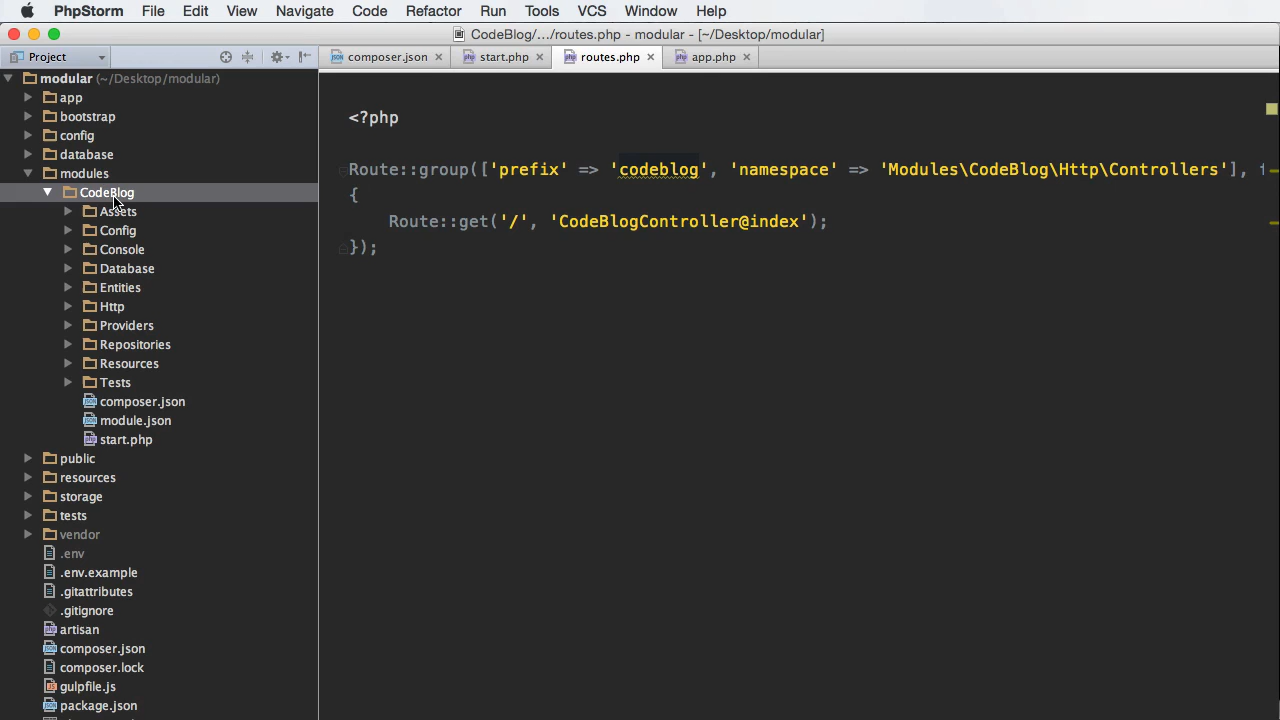 PhpStorm File Edit View Navigate Code Refactor Run Tools VCS Window Help
CodeBlog/.../routes.php - modular - [~/Desktop/modular]
Project
composer.json start.php routes.php app.php
modular (~/Desktop/modular)
app
bootstrap
config
database
modules
CodeBlog
Assets
Config
Console
Database
Entities
Http
Providers
Repositories
Resources
Tests
composer.json
module.json
start.php
public
resources
storage
tests
vendor
.env
.env.example
.gitattributes
.gitignore
artisan
composer.json
composer.lock
gulpfile.js
package.json
<?php
Route::group(['prefix' => 'codeblog', 'namespace' => 'Modules\CodeBlog\Http\Controllers'],
{
Route::get('/', 'CodeBlogController@index');
});